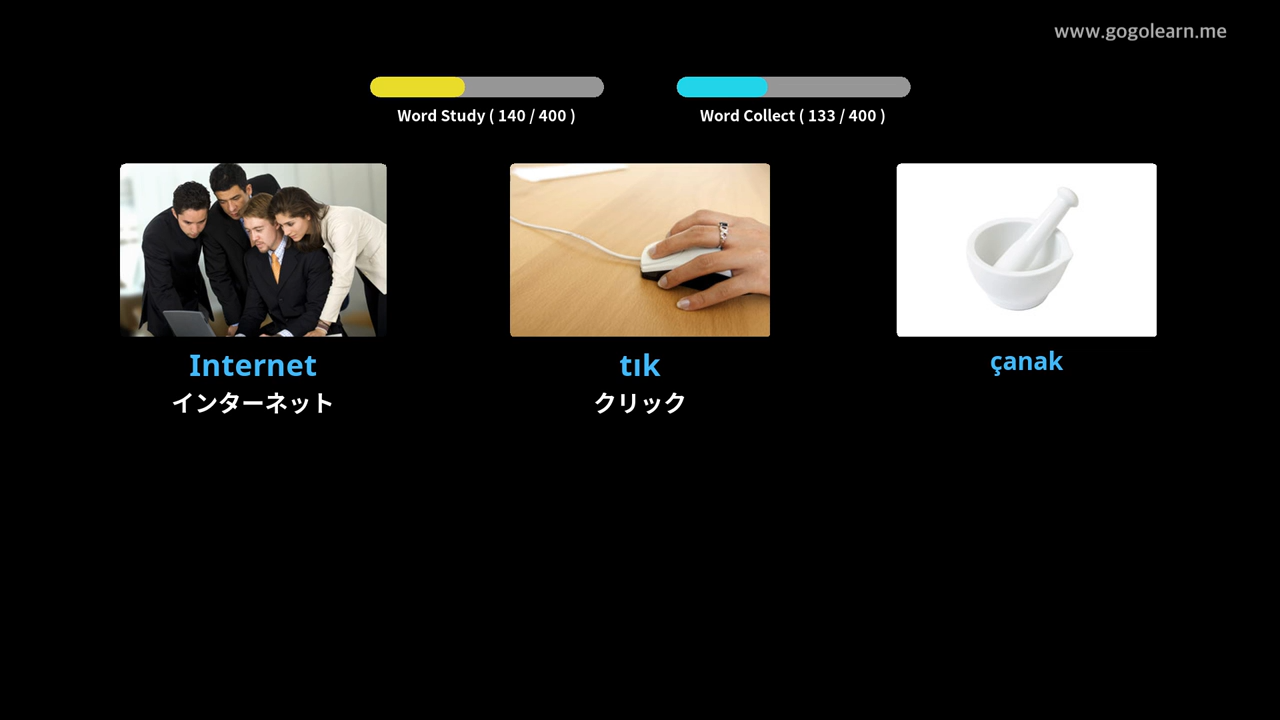 www.gogolearn.me
Word Study ( 140 / 400 )
Word Collect ( 133 / 400 )
Internet
インターネット
tık
クリック
çanak